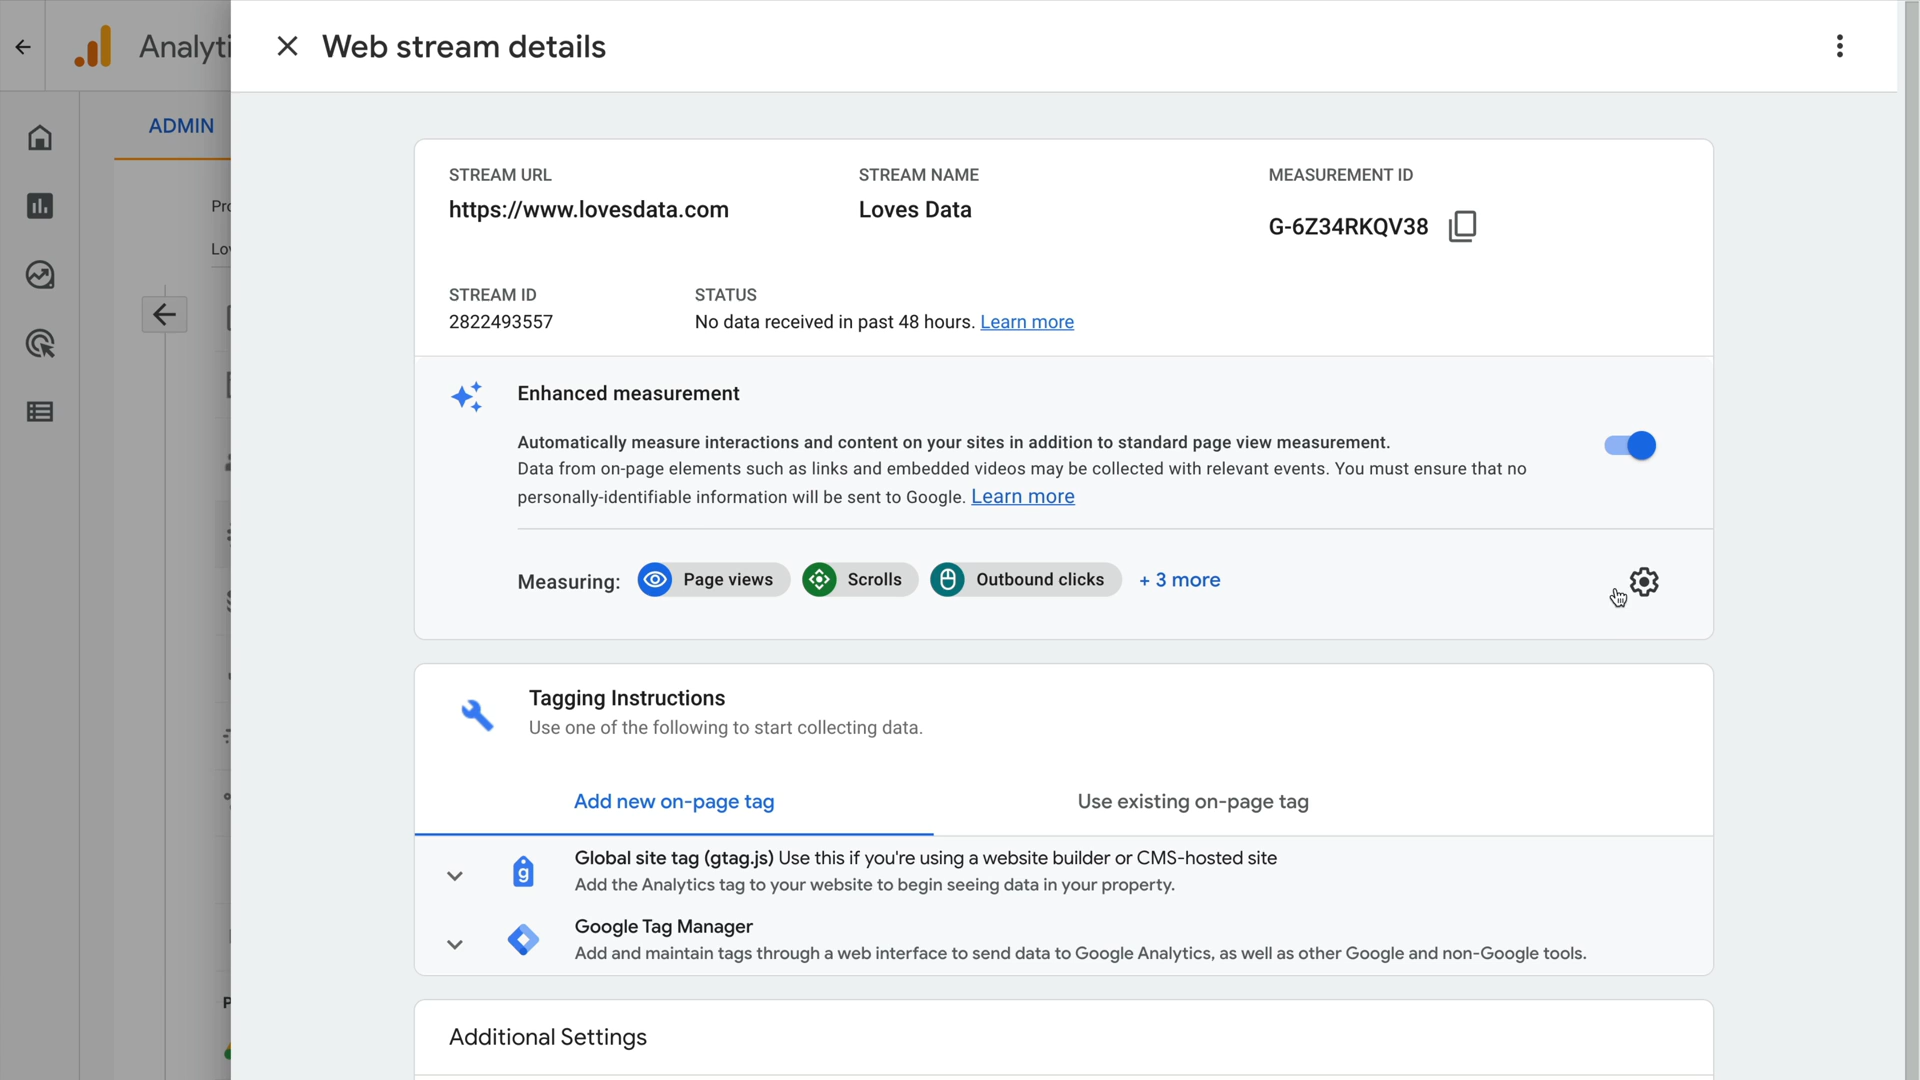 Analyti
Web stream details
ADMIN
STREAM URL
https://www.lovesdata.com
STREAM NAME
Loves Data
MEASUREMENT ID
G-6Z34RKQV38
Pro
Lov
STREAM ID
2822493557
STATUS
No data received in past 48 hours. Learn more
Enhanced measurement
Automatically measure interactions and content on your sites in addition to standard page view measurement.
Data from on-page elements such as links and embedded videos may be collected with relevant events. You must ensure that no
personally-identifiable information will be sent to Google. Learn more
Measuring: Page views Scrolls Outbound clicks + 3 more
Tagging Instructions
Use one of the following to start collecting data.
Add new on-page tag
Use existing on-page tag
g
Global site tag (gtag.js) Use this if you're using a website builder or CMS-hosted site
Add the Analytics tag to your website to begin seeing data in your property.
Google Tag Manager
Add and maintain tags through a web interface to send data to Google Analytics, as well as other Google and non-Google tools.
P
Additional Settings